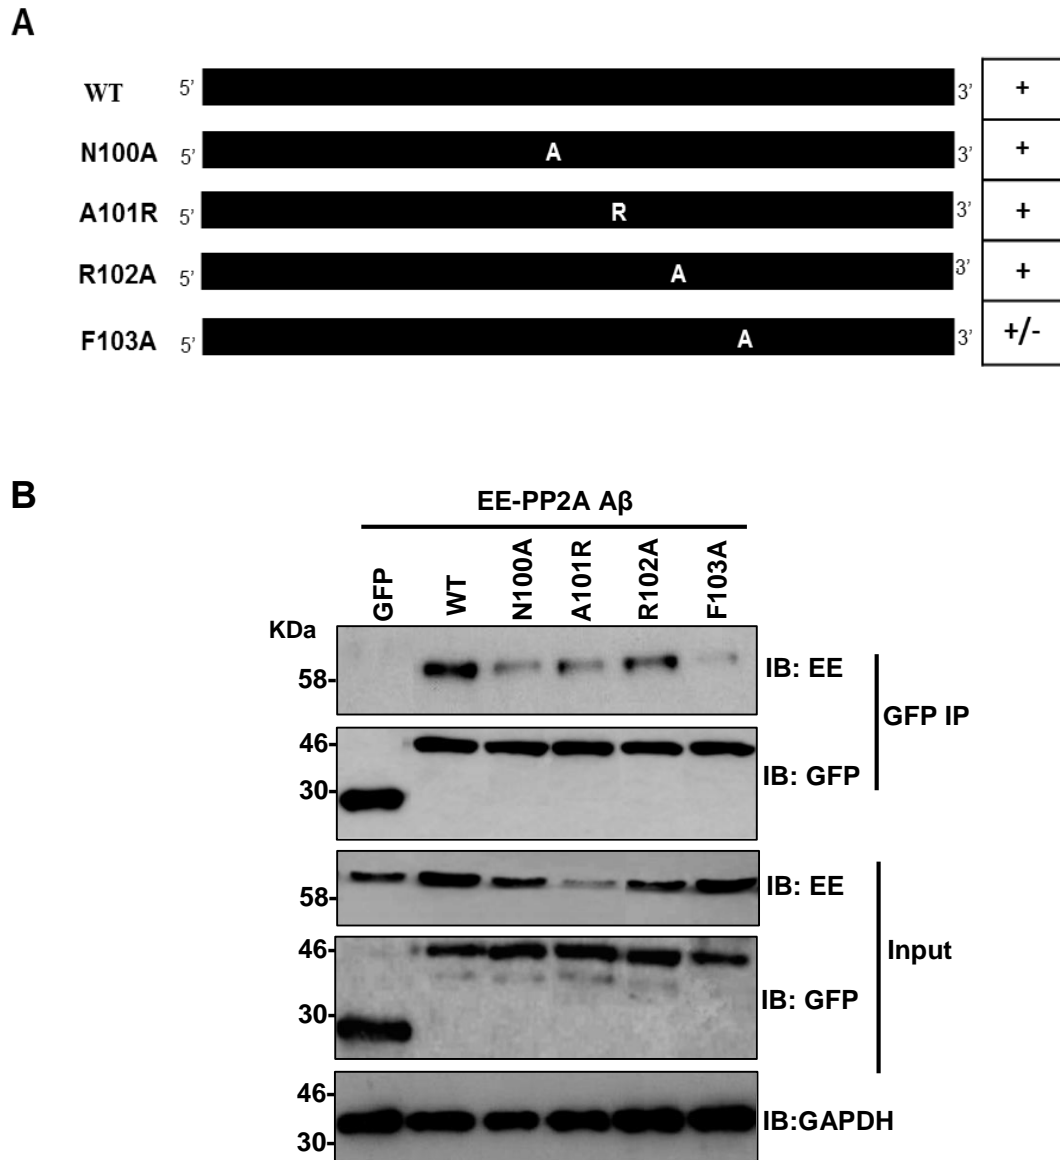 A
WT 5' 3' +
N100A 5' A 3' +
A101R 5' R 3' +
R102A 5' A 3' +
F103A 5' A 3' +/-
B
EE-PP2A Aβ
GFP WT N100A A101R R102A F103A
KDa
58- IB: EE
GFP IP
46-
30- IB: GFP
58- IB: EE
46- Input
30- IB: GFP
46-
30- IB:GAPDH